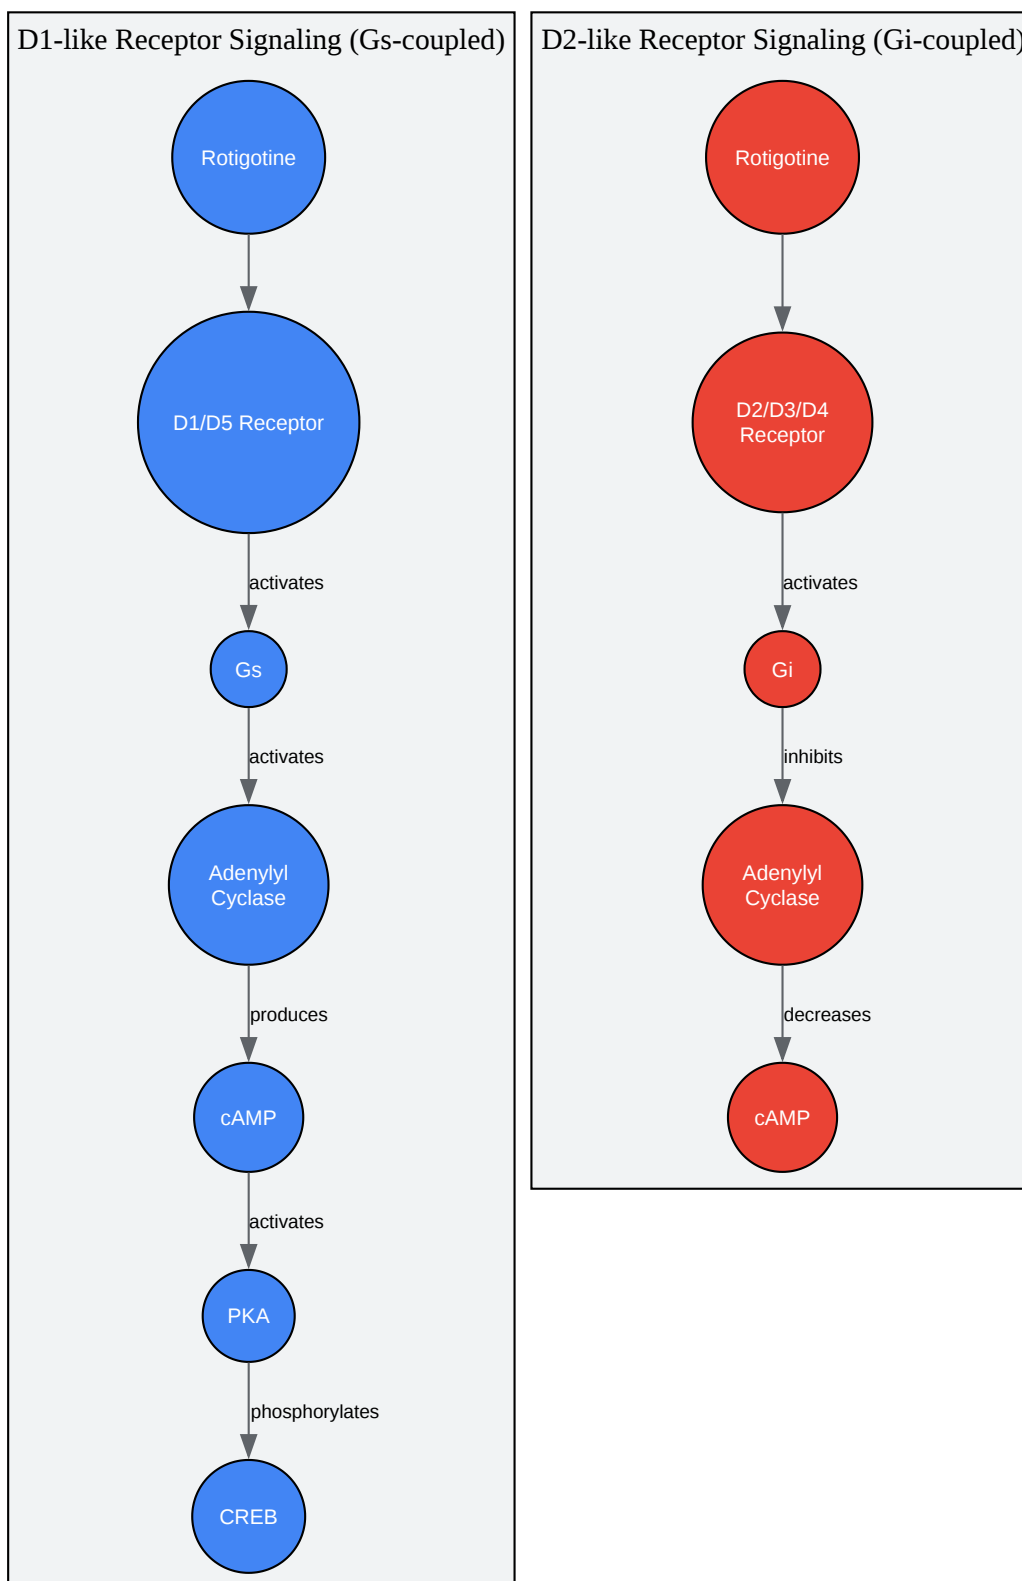 D1-like Receptor Signaling (Gs-coupled)
Rotigotine
D1/D5 Receptor
activates
Gs
activates
Adenylyl
Cyclase
produces
cAMP
activates
PKA
phosphorylates
CREB
D2-like Receptor Signaling (Gi-coupled)
Rotigotine
D2/D3/D4
Receptor
activates
Gi
inhibits
Adenylyl
Cyclase
decreases
cAMP